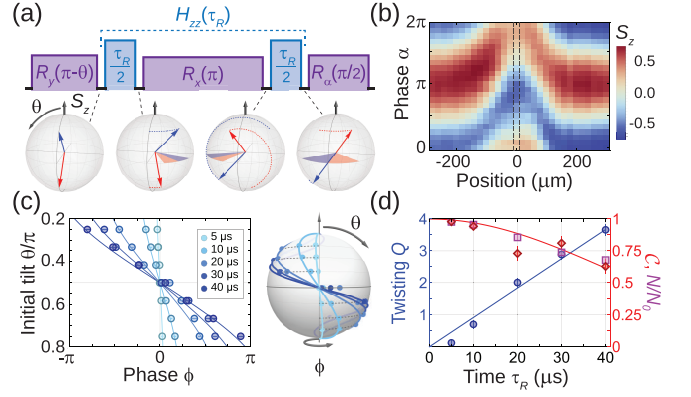 (a)
H_zz(τ_R)
R_y(π-θ)
τ_R/2
R_x(π)
τ_R/2
R_α(π/2)
θ
S_z
(b)
S_z
2π
π
0
Phase α
0.5
0
-0.5
-200
0
200
Position (μm)
(c)
0.2
0.4
0.6
0.8
Initial tilt θ/π
5 μs
10 μs
20 μs
30 μs
40 μs
-π
0
π
Phase ϕ
θ
ϕ
(d)
4
3
2
1
0
Twisting Q
1
0.75
0.5
0.25
0
C, N/N_0
0
10
20
30
40
Time τ_R (μs)